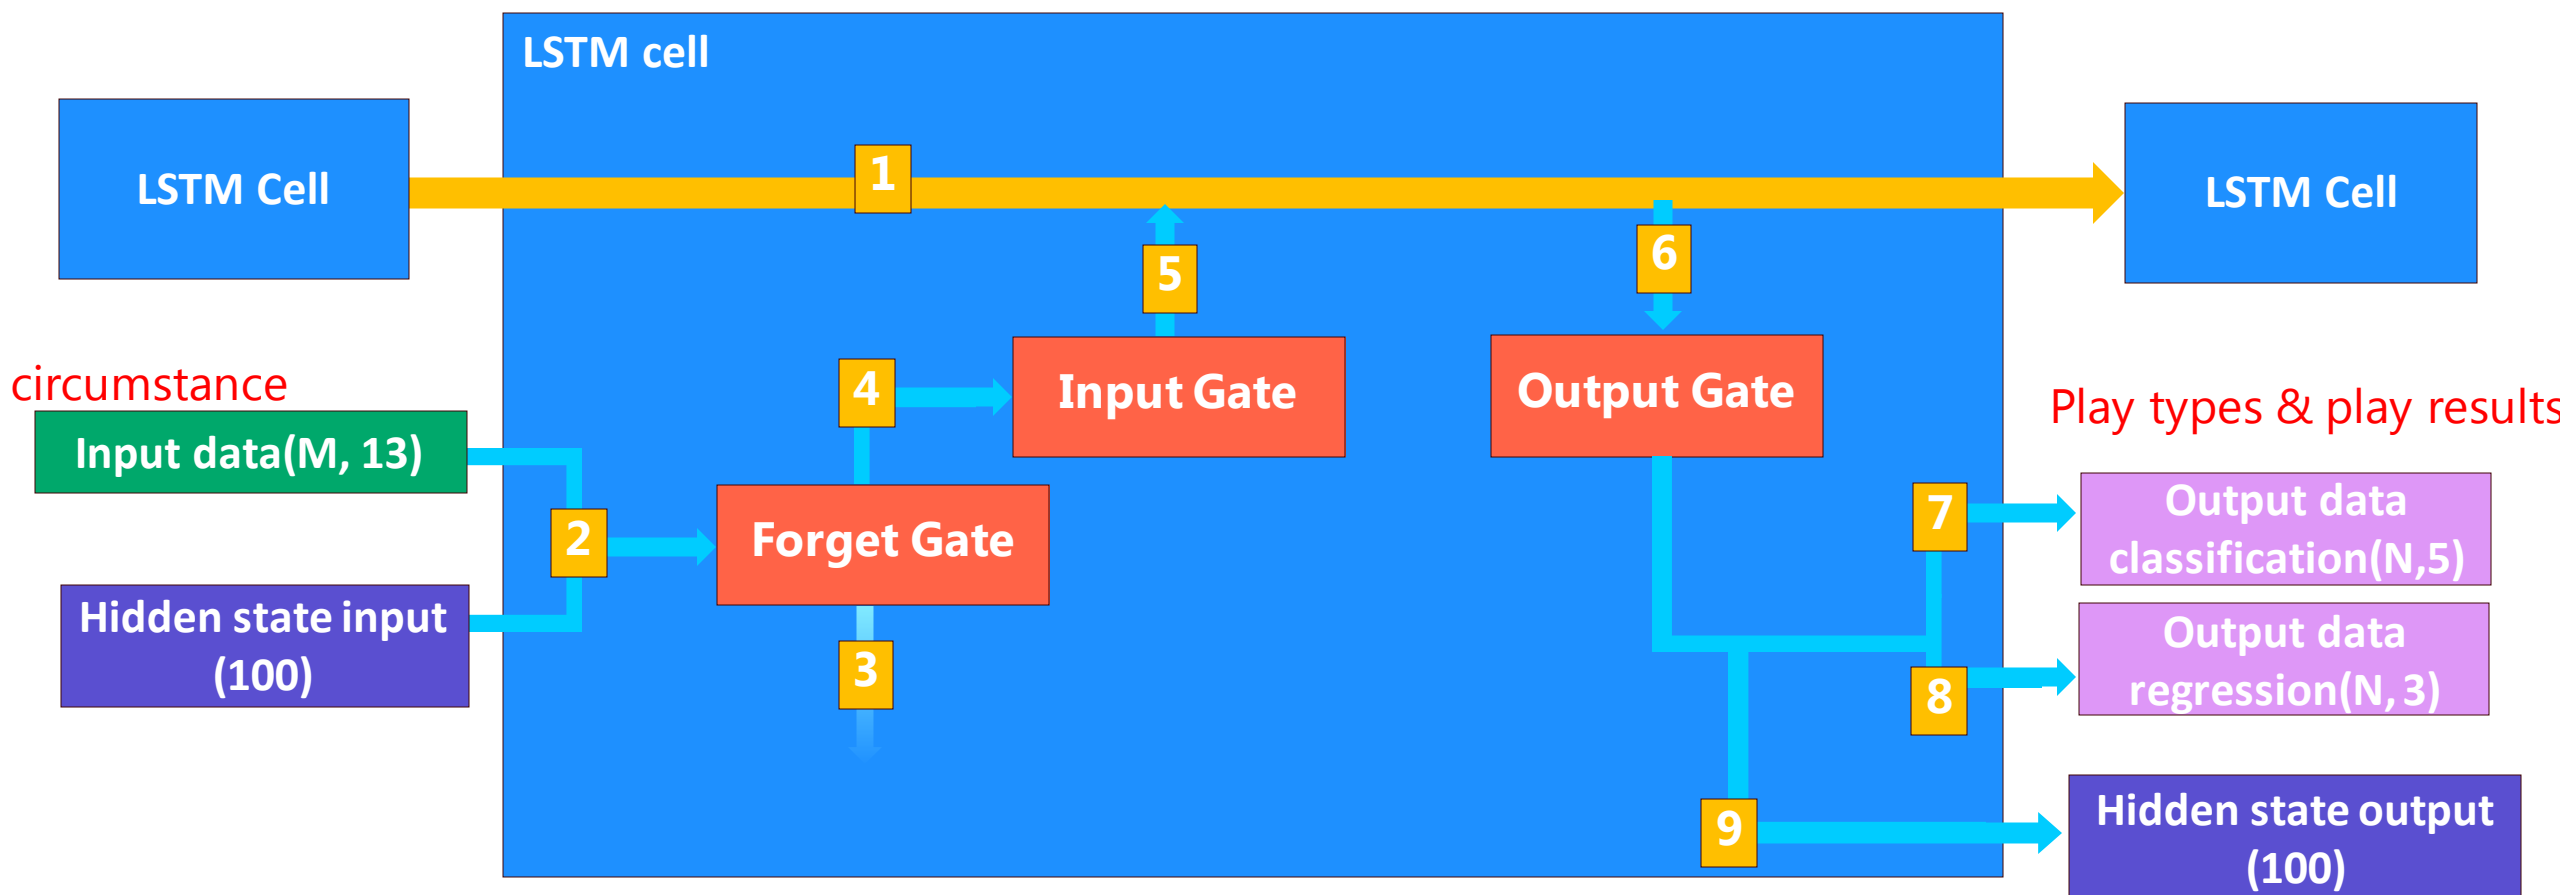 LSTM cell
LSTM Cell
1
LSTM Cell
5
6
circumstance
4
Input Gate
Output Gate
Play types & play results
Input data(M, 13)
2
Forget Gate
7
Output data
classification(N,5)
Hidden state input
(100)
3
8
Output data
regression(N, 3)
9
Hidden state output
(100)